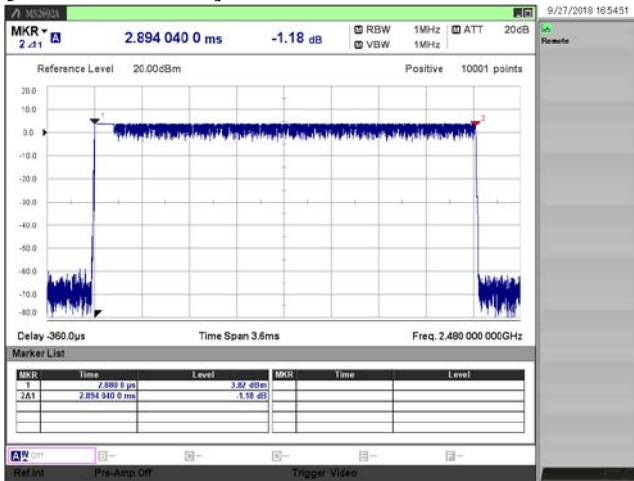 MS2692A
9/27/2018 16:54:51
MKR 2Δ1 A 2.894 040 0 ms -1.18 dB
M RBW 1MHz M ATT 20dB
M VBW 1MHz
Remote
Reference Level 20.00dBm Positive 10001 points
20.0
10.0
0.0
-10.0
-20.0
-30.0
-40.0
-50.0
-60.0
-70.0
-80.0
1
2
Delay -360.0µs Time Span 3.6ms Freq. 2.480 000 000GHz
Marker List
MKR Time Level MKR Time Level
1 2.880 0 µs 3.82 dBm
2Δ1 2.894 040 0 ms -1.18 dB
Off
Ref.Int Pre-Amp Off Trigger Video